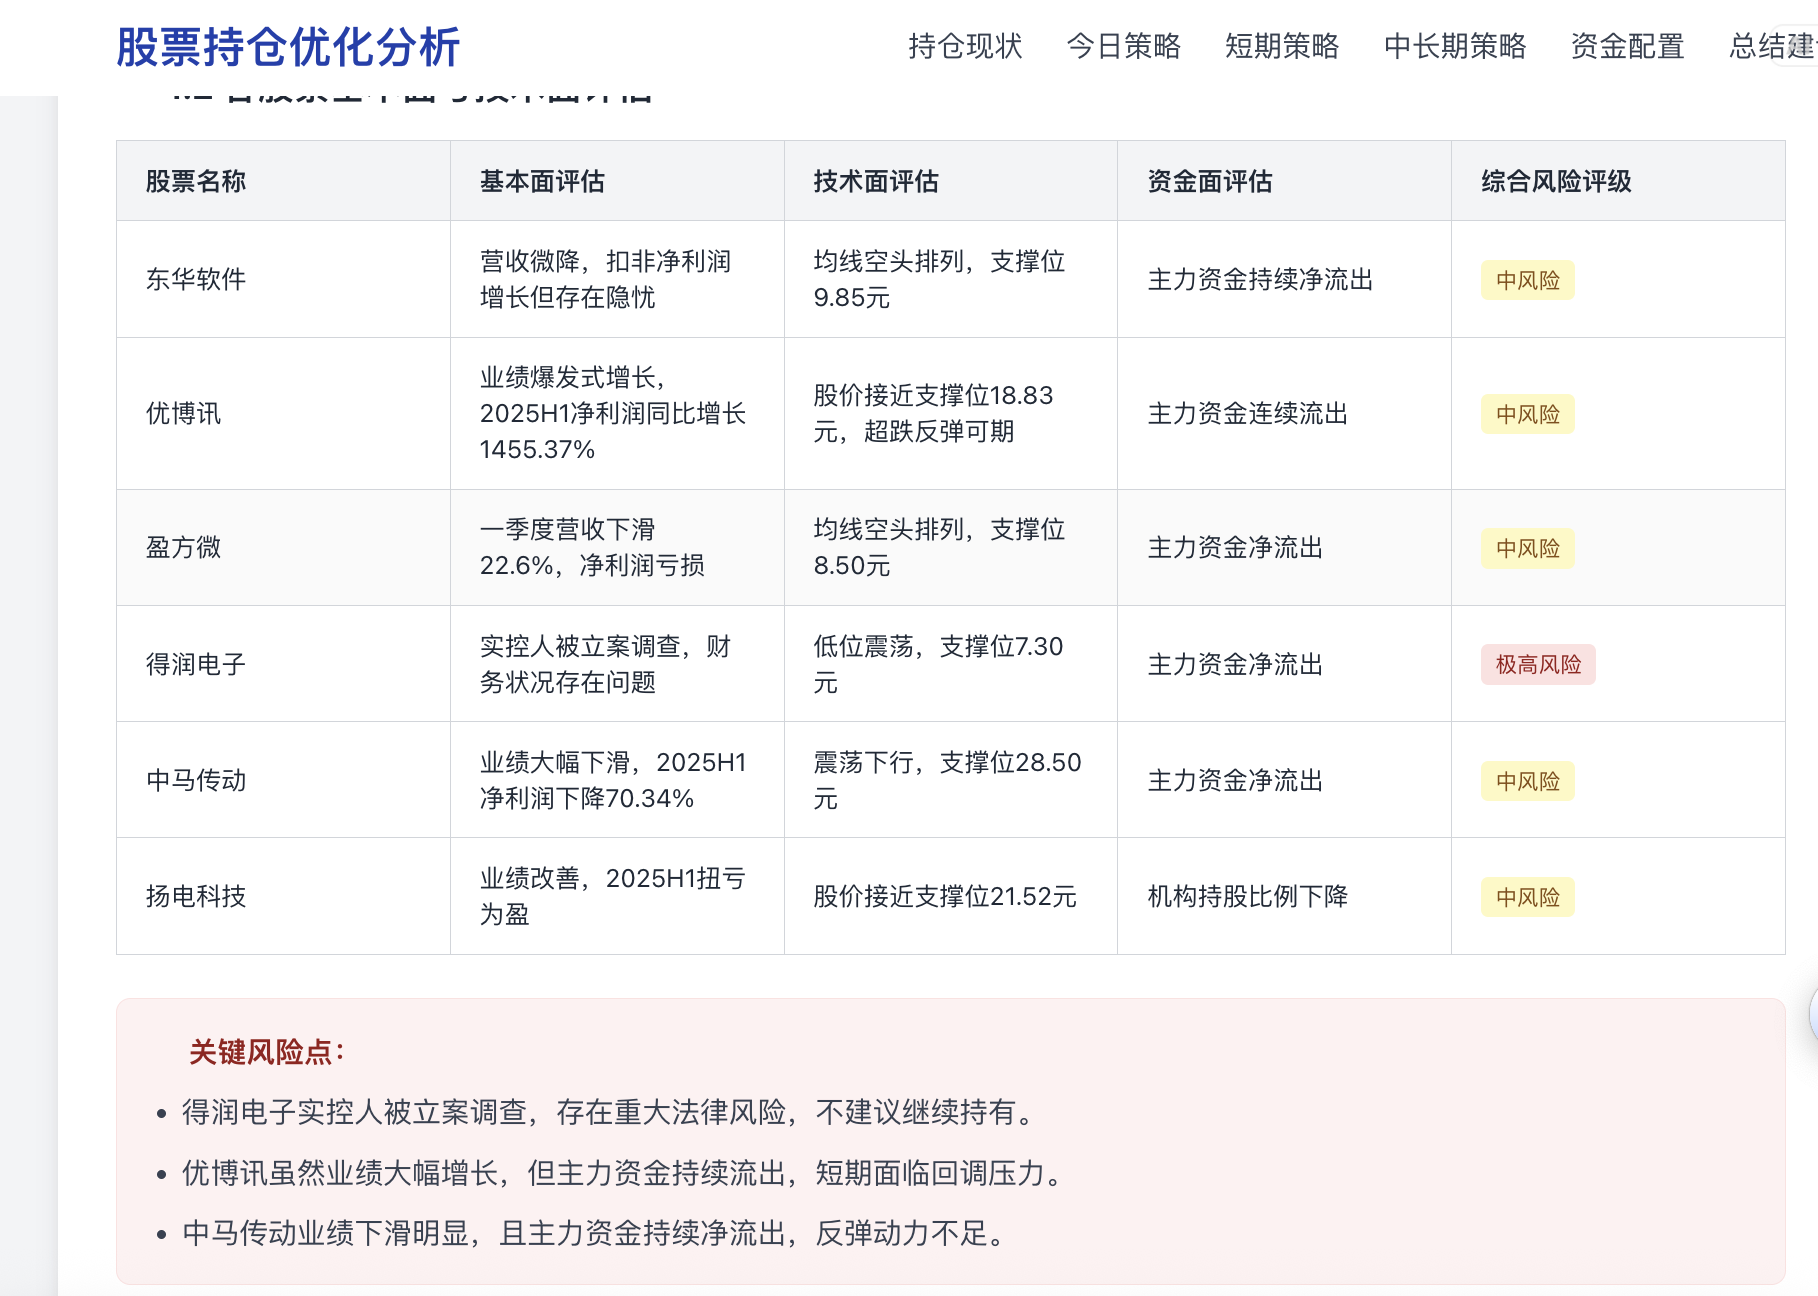 股票持仓优化分析
持仓现状 今日策略 短期策略 中长期策略 资金配置 总结建
股票名称 基本面评估 技术面评估 资金面评估 综合风险评级
东华软件
营收微降，扣非净利润
增长但存在隐忧
均线空头排列，支撑位
9.85元
主力资金持续净流出
中风险
优博讯
业绩爆发式增长，
2025H1净利润同比增长
1455.37%
股价接近支撑位18.83
元，超跌反弹可期
主力资金连续流出
中风险
盈方微
一季度营收下滑
22.6%，净利润亏损
均线空头排列，支撑位
8.50元
主力资金净流出
中风险
得润电子
实控人被立案调查，财
务状况存在问题
低位震荡，支撑位7.30
元
主力资金净流出
极高风险
中马传动
业绩大幅下滑，2025H1
净利润下降70.34%
震荡下行，支撑位28.50
元
主力资金净流出
中风险
扬电科技
业绩改善，2025H1扭亏
为盈
股价接近支撑位21.52元
机构持股比例下降
中风险
关键风险点：
• 得润电子实控人被立案调查，存在重大法律风险，不建议继续持有。
• 优博讯虽然业绩大幅增长，但主力资金持续流出，短期面临回调压力。
• 中马传动业绩下滑明显，且主力资金持续净流出，反弹动力不足。